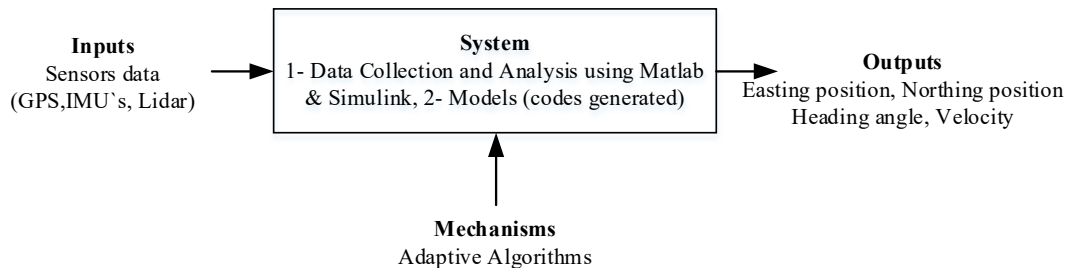 Inputs
Sensors data
(GPS,IMU`s, Lidar)
System
1- Data Collection and Analysis using Matlab
& Simulink, 2- Models (codes generated)
Outputs
Easting position, Northing position
Heading angle, Velocity
Mechanisms
Adaptive Algorithms